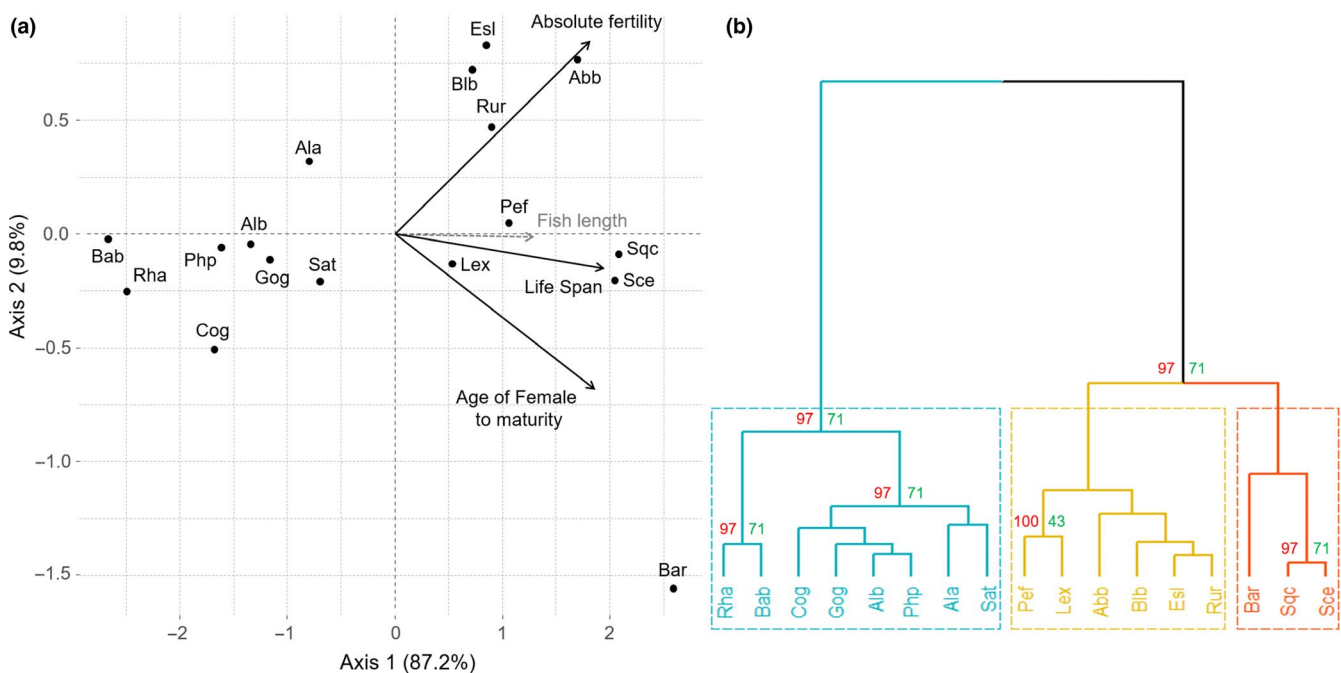 (a)
Absolute fertility
Esl
Blb
Abb
Rur
Ala
Pef
Fish length
Alb
Bab
Php
Gog
Sat
Rha
Lex
Sqc
Life Span
Sce
Cog
Age of Female
to maturity
Bar
0.5
0.0
−0.5
−1.0
−1.5
Axis 2 (9.8%)
−2
−1
0
1
2
Axis 1 (87.2%)
(b)
97 71
97 71
97 71
97 71
100 43
97 71
Rha
Bab
Cog
Gog
Alb
Php
Ala
Sat
Pef
Lex
Abb
Blb
Esl
Rur
Bar
Sqc
Sce